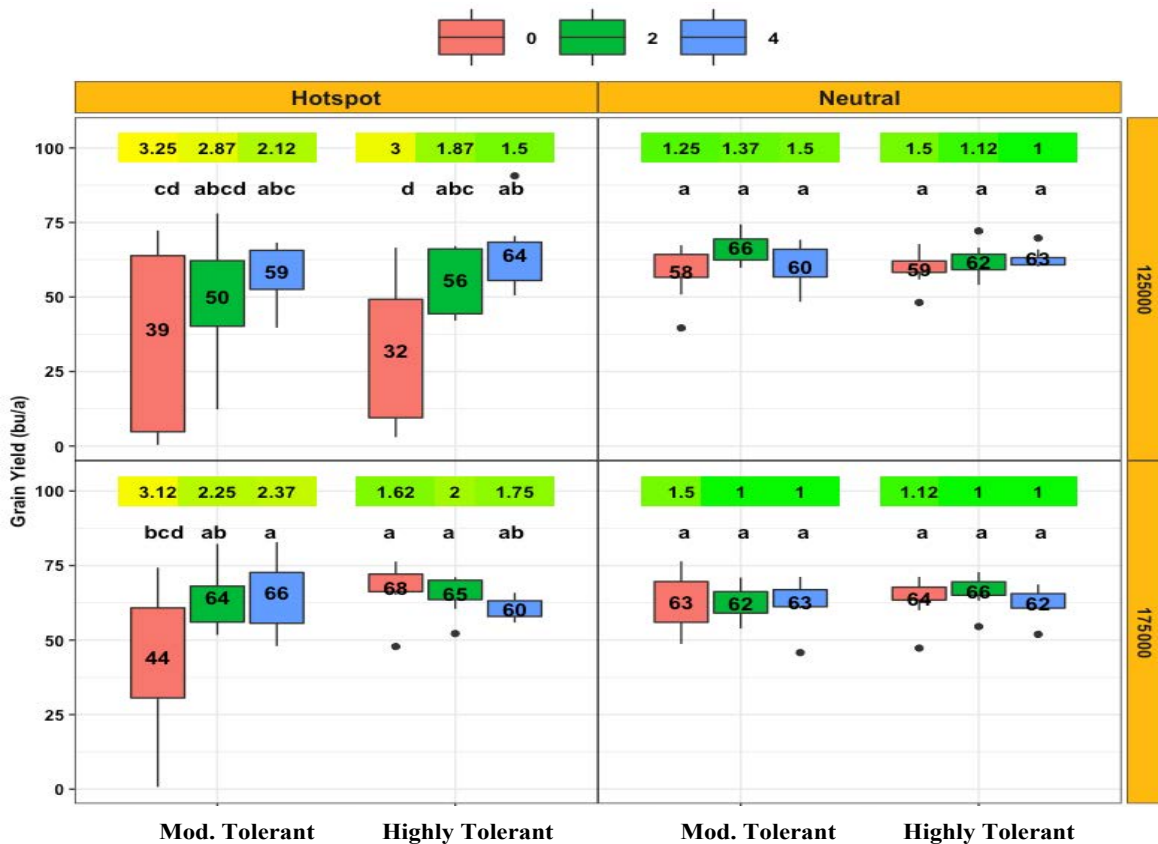 0 2 4
Hotspot Neutral
100 3.25 2.87 2.12 3 1.87 1.5 1.25 1.37 1.5 1.5 1.12 1
cd abcd abc d abc ab a a a a a a
75
39 50 59 32 56 64 58 66 60 59 62 63
50
25
0
125000
Grain Yield (bu/a)
100 3.12 2.25 2.37 1.62 2 1.75 1.5 1 1 1.12 1 1
bcd ab a a a ab a a a a a a
75
44 64 66 68 65 60 63 62 63 64 66 62
50
25
0
175000
Mod. Tolerant Highly Tolerant Mod. Tolerant Highly Tolerant